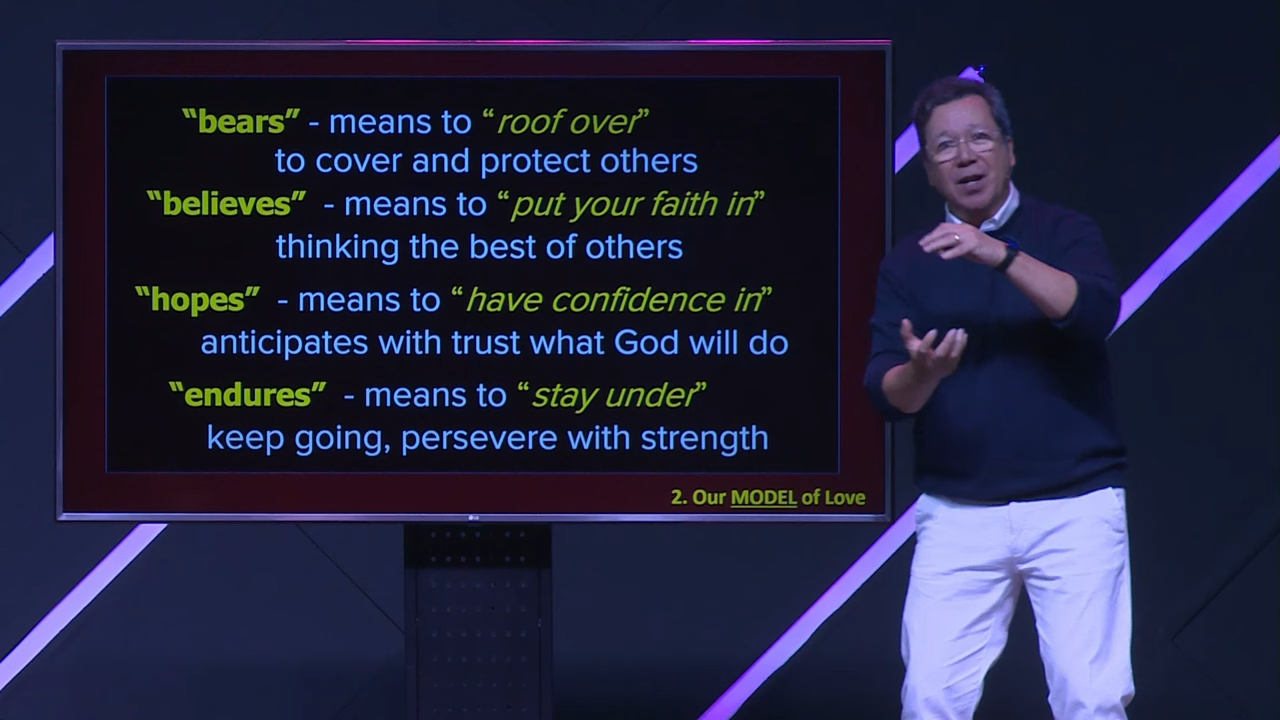 “bears” - means to “roof over”
to cover and protect others
“believes” - means to “put your faith in”
thinking the best of others
“hopes” - means to “have confidence in”
anticipates with trust what God will do
“endures” - means to “stay under”
keep going, persevere with strength
2. Our MODEL of Love
LG